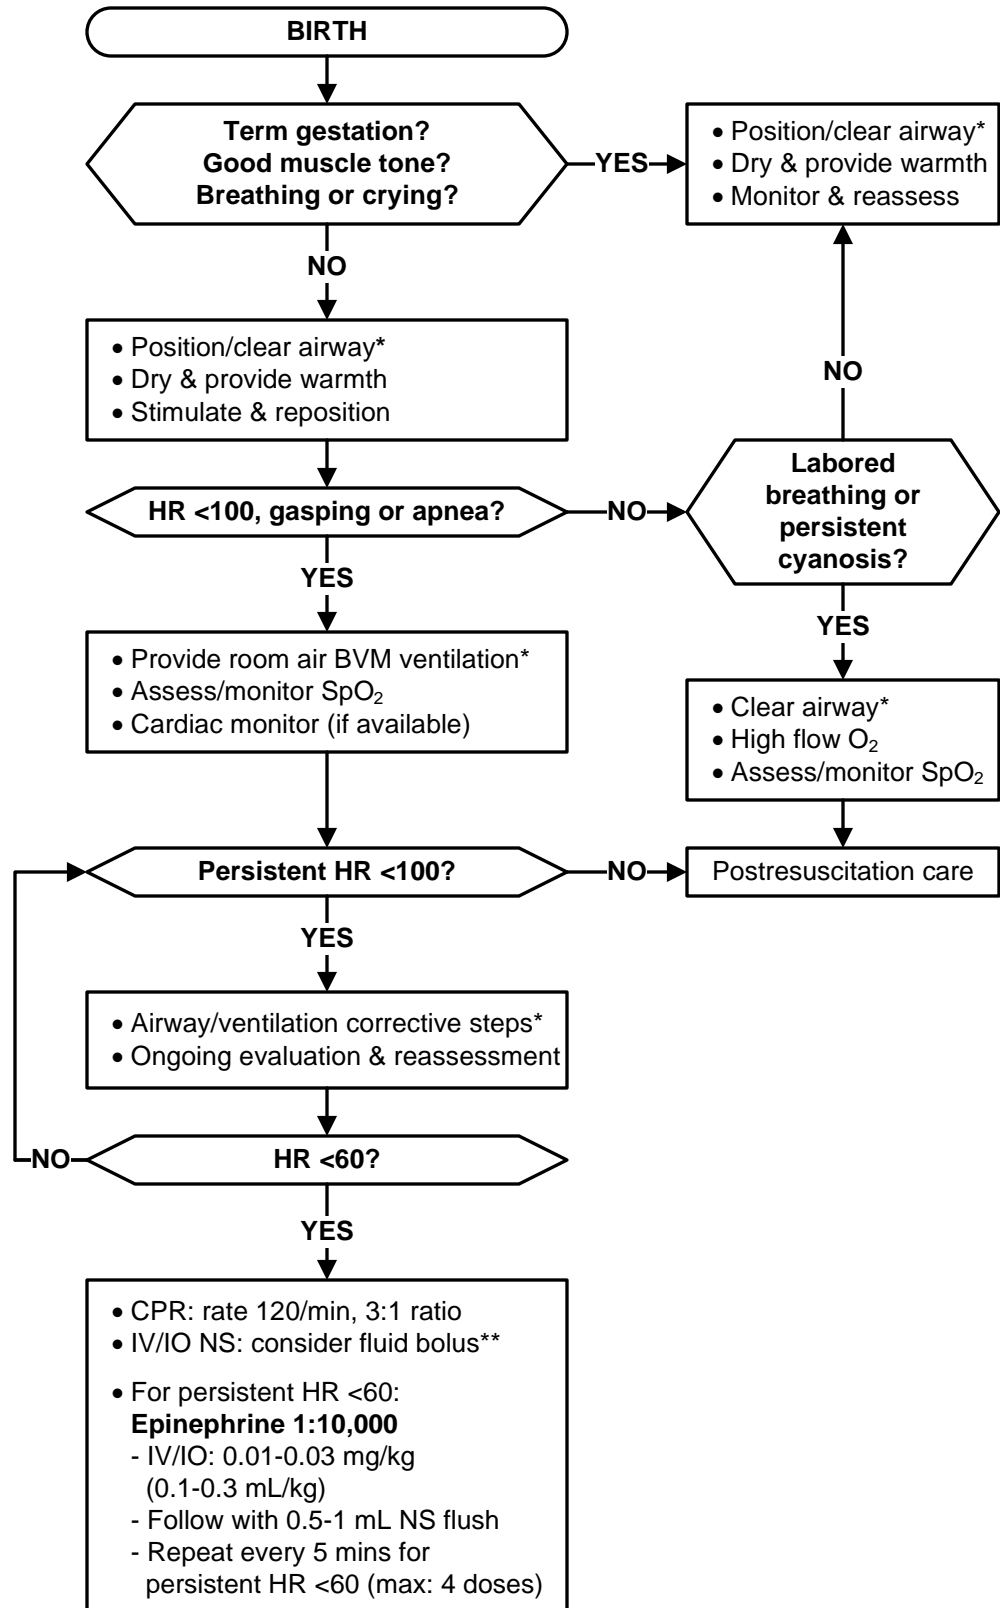 BIRTH
Term gestation?
Good muscle tone?
Breathing or crying?
YES
• Position/clear airway*
• Dry & provide warmth
• Monitor & reassess
NO
• Position/clear airway*
• Dry & provide warmth
• Stimulate & reposition
NO
HR <100, gasping or apnea?
NO
Labored
breathing or
persistent
cyanosis?
YES
YES
• Provide room air BVM ventilation*
• Assess/monitor SpO₂
• Cardiac monitor (if available)
• Clear airway*
• High flow O₂
• Assess/monitor SpO₂
Persistent HR <100?
NO
Postresuscitation care
YES
• Airway/ventilation corrective steps*
• Ongoing evaluation & reassessment
NO
HR <60?
YES
• CPR: rate 120/min, 3:1 ratio
• IV/IO NS: consider fluid bolus**
• For persistent HR <60:
Epinephrine 1:10,000
- IV/IO: 0.01-0.03 mg/kg
(0.1-0.3 mL/kg)
- Follow with 0.5-1 mL NS flush
- Repeat every 5 mins for
persistent HR <60 (max: 4 doses)